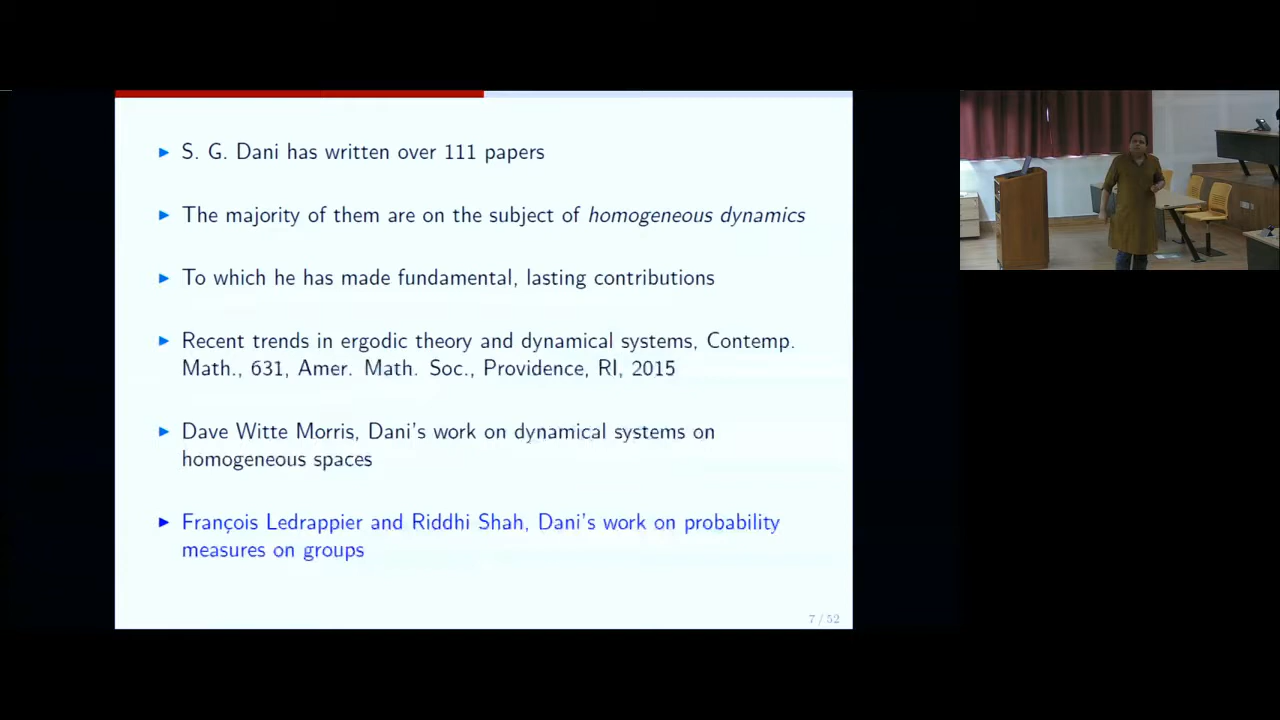 ► S. G. Dani has written over 111 papers
► The majority of them are on the subject of homogeneous dynamics
► To which he has made fundamental, lasting contributions
► Recent trends in ergodic theory and dynamical systems, Contemp.
Math., 631, Amer. Math. Soc., Providence, RI, 2015
► Dave Witte Morris, Dani's work on dynamical systems on
homogeneous spaces
► François Ledrappier and Riddhi Shah, Dani's work on probability
measures on groups
7 / 52